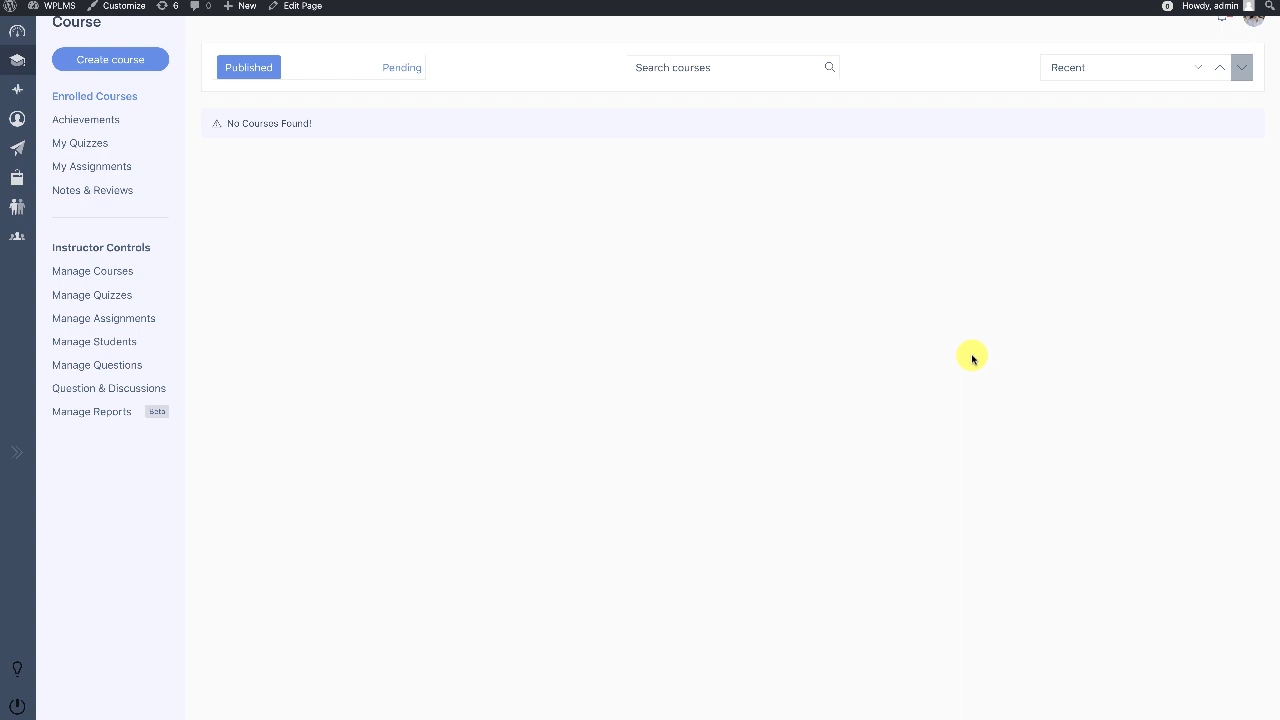 WPLMS Customize 6 0 New Edit Page 0 Howdy, admin
Course
Create course
Enrolled Courses
Achievements
My Quizzes
My Assignments
Notes & Reviews
Instructor Controls
Manage Courses
Manage Quizzes
Manage Assignments
Manage Students
Manage Questions
Question & Discussions
Manage Reports Beta
Published Pending Search courses Recent
No Courses Found!